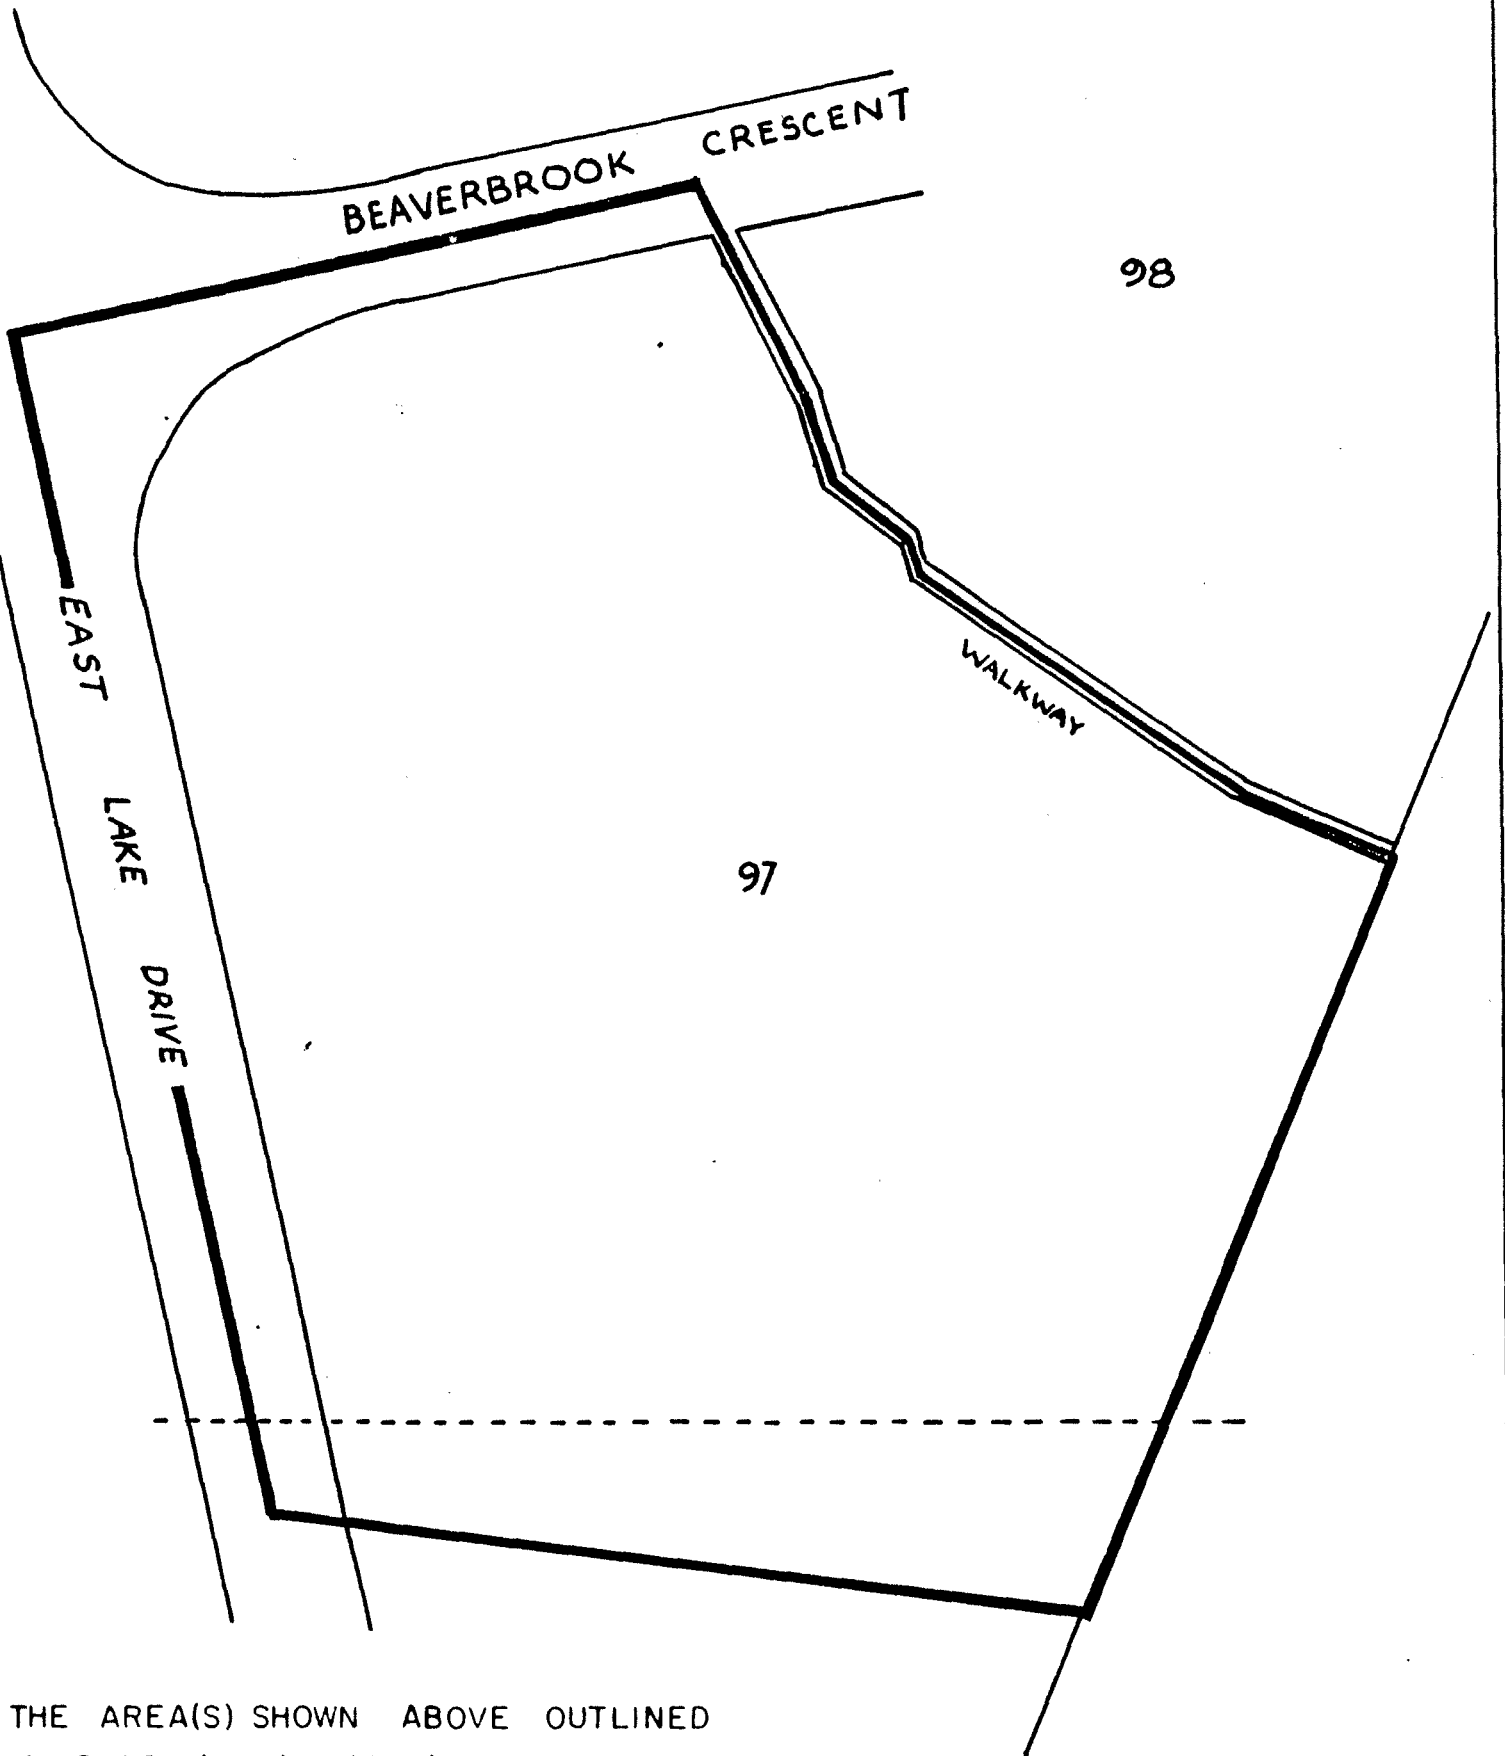 BEAVERBROOK CRESCENT
98
EAST LAKE DRIVE
WALKWAY
97
THE AREA(S) SHOWN ABOVE OUTLINED